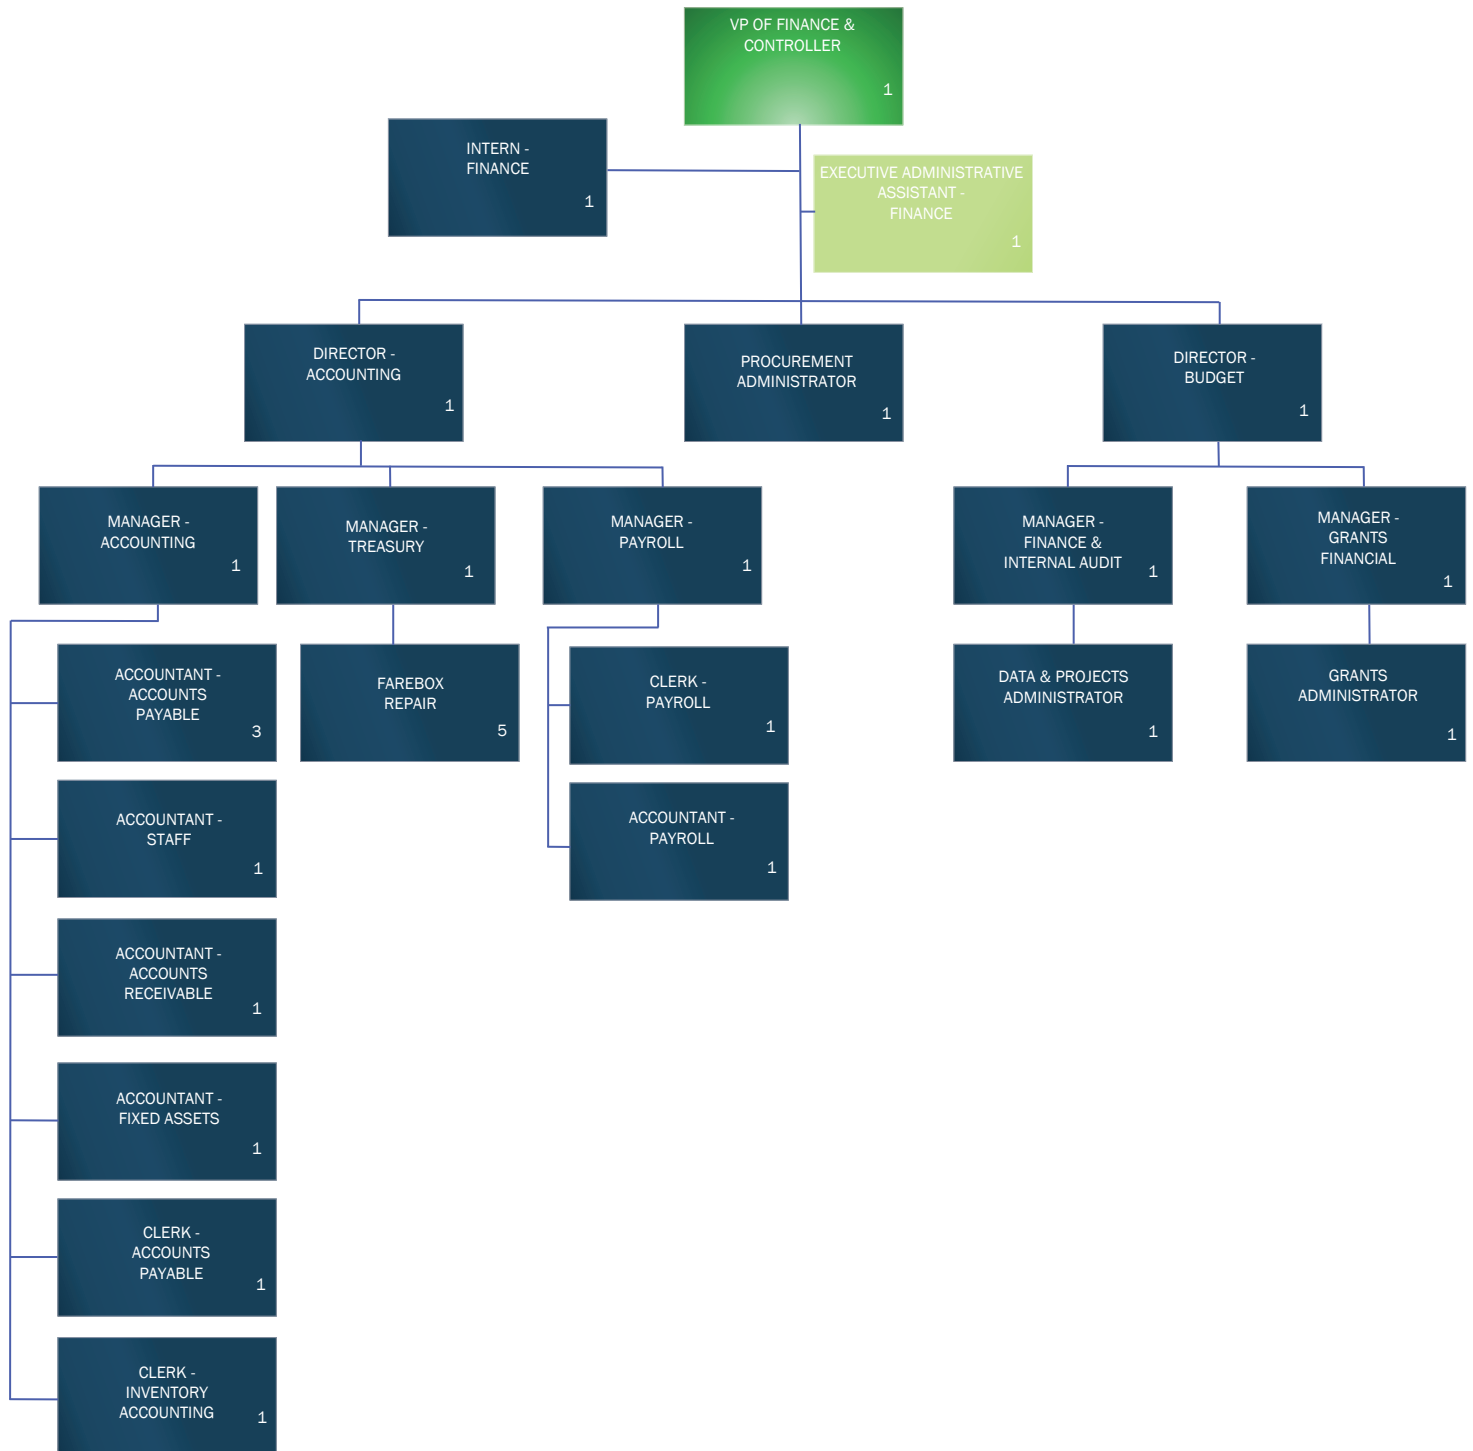 VP OF FINANCE &
CONTROLLER
1
INTERN -
FINANCE
1
EXECUTIVE ADMINISTRATIVE
ASSISTANT -
FINANCE
1
DIRECTOR -
ACCOUNTING
1
PROCUREMENT
ADMINISTRATOR
1
DIRECTOR -
BUDGET
1
MANAGER -
ACCOUNTING
1
MANAGER -
TREASURY
1
MANAGER -
PAYROLL
1
MANAGER -
FINANCE &
INTERNAL AUDIT
1
MANAGER -
GRANTS
FINANCIAL
1
ACCOUNTANT -
ACCOUNTS
PAYABLE
3
FAREBOX
REPAIR
5
CLERK -
PAYROLL
1
DATA & PROJECTS
ADMINISTRATOR
1
GRANTS
ADMINISTRATOR
1
ACCOUNTANT -
STAFF
1
ACCOUNTANT -
PAYROLL
1
ACCOUNTANT -
ACCOUNTS
RECEIVABLE
1
ACCOUNTANT -
FIXED ASSETS
1
CLERK -
ACCOUNTS
PAYABLE
1
CLERK -
INVENTORY
ACCOUNTING
1